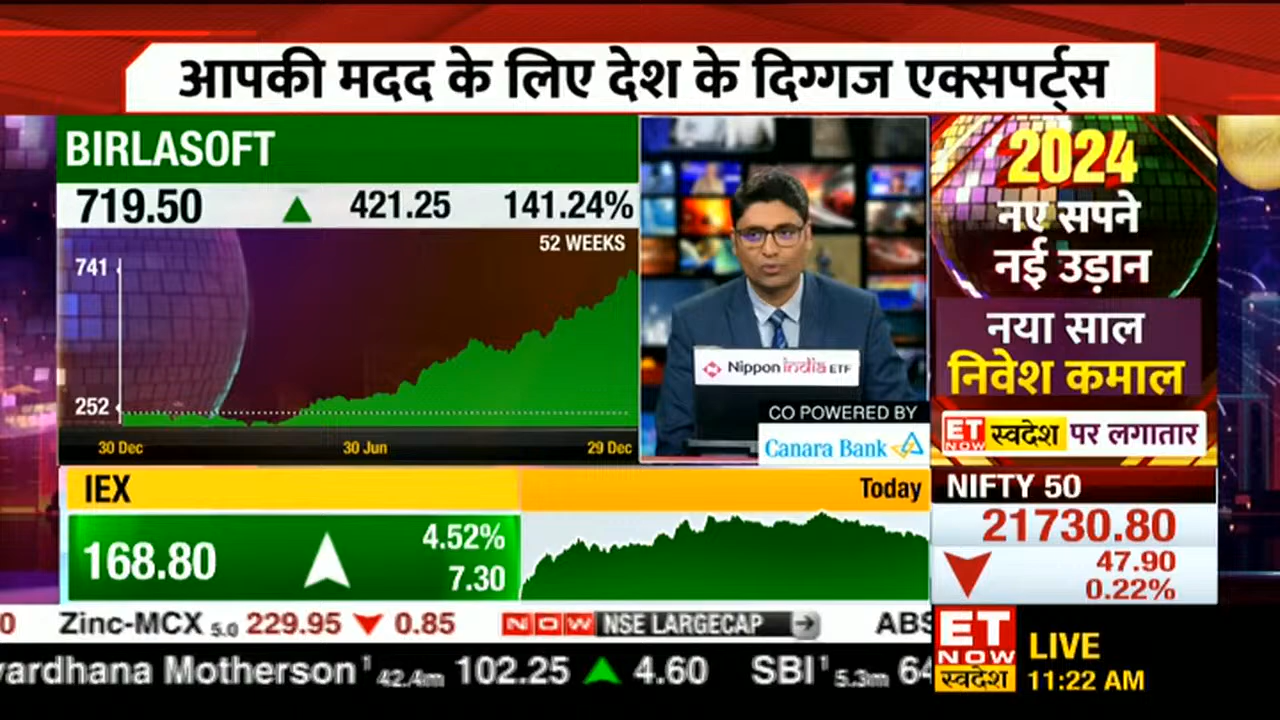 आपकी मदद के लिए देश के दिग्गज एक्सपर्ट्स
BIRLASOFT
719.50 ▲ 421.25 141.24%
52 WEEKS
741
252
30 Dec 30 Jun 29 Dec
Nippon india ETF
CO POWERED BY
Canara Bank
2024
नए सपने
नई उड़ान
नया साल
निवेश कमाल
ET NOW स्वदेश पर लगातार
IEX Today
168.80 ▲ 4.52%
7.30
NIFTY 50
21730.80
▼ 47.90
0.22%
0 Zinc-MCX 5.0 229.95 ▼ 0.85 NOW NSE LARGECAP → ABS
vardhana Motherson 1 42.4m 102.25 ▲ 4.60 SBI 1 5.3m 64
ET NOW स्वदेश
LIVE
11:22 AM